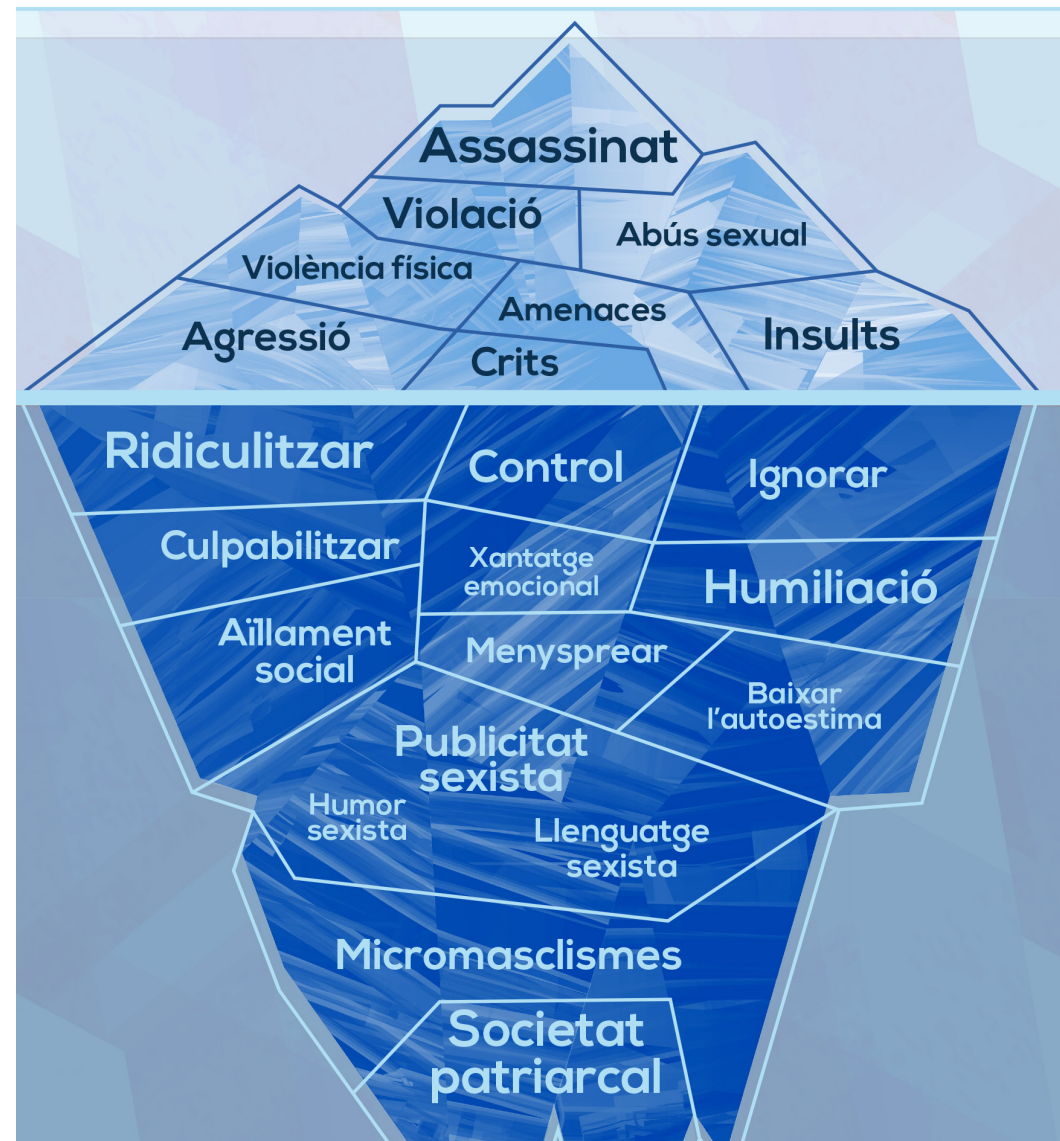 Assassinat
Violació
Abús sexual
Violència física
Amenaces
Agressió
Crits
Insults
Ridiculitzar
Control
Ignorar
Culpabilitzar
Xantatge
emocional
Humiliació
Aïllament
social
Menysprear
Baixar
l'autoestima
Publicitat
sexista
Humor
sexista
Llenguatge
sexista
Micromasclismes
Societat
patriarcal